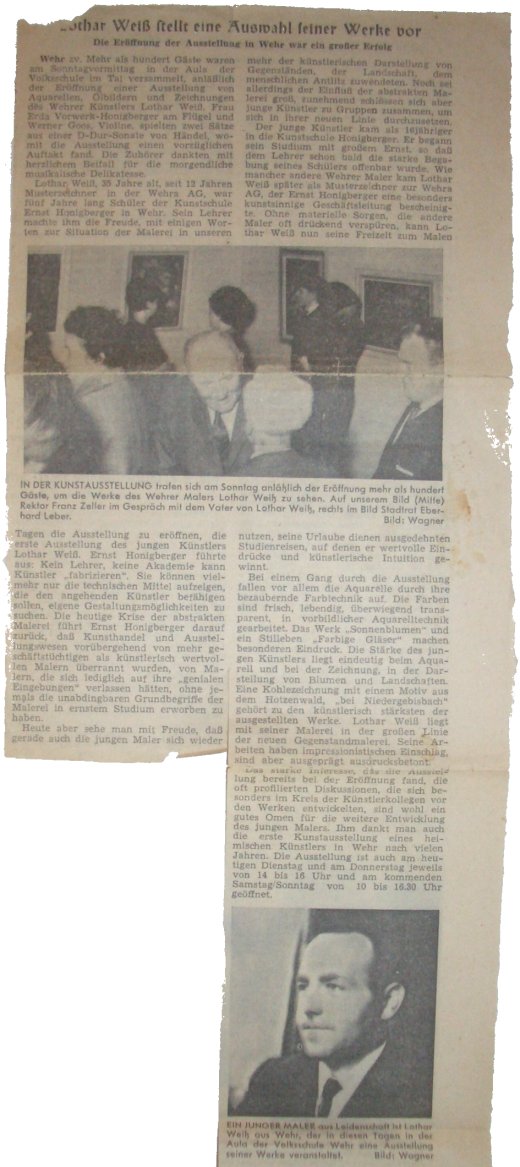 Lothar Weiß stellt eine Auswahl seiner Werke vor
Die Eröffnung der Ausstellung in Wehr war ein großer Erfolg
Wehr zv. Mehr als hundert Gäste waren
am Sonntagvormittag in der Aula der
Volksschule im Tal versammelt, anläßlich
der Eröffnung einer Ausstellung von
Aquarellen, Ölbildern und Zeichnungen
des Wehrer Künstlers Lothar Weiß. Frau
Erda Vorwerk-Honigberger am Flügel und
Werner Goos, Violine, spielten zwei Sätze
aus einer D-Dur-Sonate von Händel, wo-
mit die Ausstellung einen vorzüglichen
Auftakt fand. Die Zuhörer dankten mit
herzlichem Beifall für die morgendliche
musikalische Delikatesse.
Lothar Weiß, 35 Jahre alt, seit 12 Jahren
Musterzeichner in der Wehra AG, war
fünf Jahre lang Schüler der Kunstschule
Ernst Honigberger in Wehr. Sein Lehrer
machte ihm die Freude, mit einigen Wor-
ten zur Situation der Malerei in unseren
mehr der künstlerischen Darstellung von
Gegenständen, der Landschaft, dem
menschlichen Antlitz zuwendeten. Noch sei
allerdings der Einfluß der abstrakten Ma-
lerei groß, zunehmend schlössen sich aber
junge Künstler zu Gruppen zusammen, um
sich in ihrer neuen Linie durchzusetzen.
Der junge Künstler kam als 16jähriger
in die Kunstschule Honigberger. Er begann
sein Studium mit großem Ernst, so daß
dem Lehrer schon bald die starke Bega-
bung seines Schülers offenbar wurde. Wie
mancher andere Wehrer Maler kam Lothar
Weiß später als Musterzeichner zur Wehra
AG, der Ernst Honigberger eine besonders
kunstsinnige Geschäftsleitung bescheinig-
te. Ohne materielle Sorgen, die andere
Maler oft drückend verspüren, kann Lo-
thar Weiß nun seine Freizeit zum Malen
IN DER KUNSTAUSSTELLUNG trafen sich am Sonntag anläßlich der Eröffnung mehr als hundert
Gäste, um die Werke des Wehrer Malers Lothar Weiß zu sehen. Auf unserem Bild (Mitte)
Rektor Franz Zeller im Gespräch mit dem Vater von Lothar Weiß, rechts im Bild Stadtrat Eber-
hard Leber. Bild: Wagner
Tagen die Ausstellung zu eröffnen, die
erste Ausstellung des jungen Künstlers
Lothar Weiß. Ernst Honigberger führte
aus: Kein Lehrer, keine Akademie kann
Künstler „fabrizieren“. Sie können viel-
mehr nur die technischen Mittel aufzeigen,
die den angehenden Künstler befähigen
sollen, eigene Gestaltungsmöglichkeiten zu
suchen. Die heutige Krise der abstrakten
Malerei führt Ernst Honigberger darauf
zurück, daß Kunsthandel und Ausstel-
lungswesen vorübergehend von mehr ge-
schäftstüchtigen als künstlerisch wertvol-
len Malern überrannt wurden, von Ma-
lern, die sich lediglich auf ihre „genialen
Eingebungen“ verlassen hätten, ohne je-
mals die unabdingbaren Grundbegriffe der
Malerei in ernstem Studium erworben zu
haben.
Heute aber sehe man mit Freude, daß
gerade auch die jungen Maler sich wieder
nutzen, seine Urlaube dienen ausgedehnten
Studienreisen, auf denen er wertvolle Ein-
drücke und künstlerische Intuition ge-
winnt.
Bei einem Gang durch die Ausstellung
fallen vor allem die Aquarelle durch ihre
bezaubernde Farbtechnik auf. Die Farben
sind frisch, lebendig, überwiegend trans-
parent, in vorbildlicher Aquarelltechnik
gearbeitet. Das Werk „Sonnenblumen“ und
ein Stilleben „Farbige Gläser“ machen
besonderen Eindruck. Die Stärke des jun-
gen Künstlers liegt eindeutig beim Aqua-
rell und bei der Zeichnung, in der Dar-
stellung von Blumen und Landschaften.
Eine Kohlezeichnung mit einem Motiv aus
dem Hotzenwald, „bei Niedergebisbach“
gehört zu den künstlerisch stärksten der
ausgestellten Werke. Lothar Weiß liegt
mit seiner Malerei in der großen Linie
der neuen Gegenstandmalerei. Seine Ar-
beiten haben impressionistischen Einschlag,
sind aber ausgeprägt ausdrucksbetont.
Das starke Interesse, das die Ausstel-
lung bereits bei der Eröffnung fand, die
oft profilierten Diskussionen, die sich be-
sonders im Kreis der Künstlerkollegen vor
den Werken entwickelten, sind wohl ein
gutes Omen für die weitere Entwicklung
des jungen Malers. Ihm dankt man auch
die erste Kunstausstellung eines hei-
mischen Künstlers in Wehr nach vielen
Jahren. Die Ausstellung ist auch am heu-
tigen Dienstag und am Donnerstag jeweils
von 14 bis 16 Uhr und am kommenden
Samstag/Sonntag von 10 bis 16.30 Uhr
geöffnet.
EIN JUNGER MALER aus Leidenschaft ist Lothar
Weiß aus Wehr, der in diesen Tagen in der
Aula der Volksschule Wehr eine Ausstellung
seiner Werke veranstaltet. Bild: Wagner